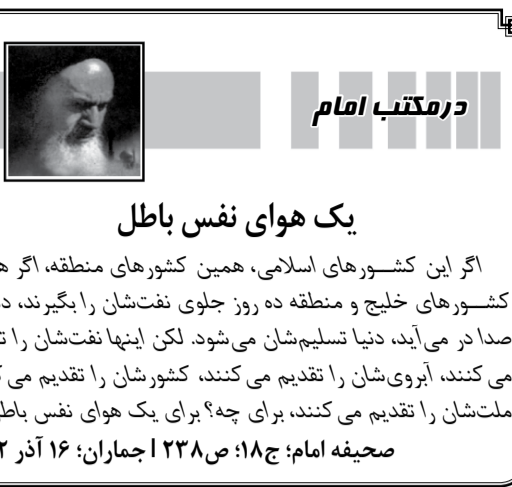 درمکتب امام
یک هوای نفس باطل
اگر این کشورهای اسلامی، همین کشورهای منطقه، اگر
کشورهای خلیج و منطقه ده روز جلوی نفت‌شان را بگیرند،
صدا در می‌آید، دنیا تسلیم‌شان می‌شود. لکن اینها نفت‌شان را
می کنند، آبروی‌شان را تقدیم می کنند، کشورشان را تقدیم می
ملت‌شان را تقدیم می کنند، برای چه؟ برای یک هوای نفس باطل
صحیفه امام؛ ج۱۸؛ ص۲۳۸ | جماران؛ ۱۶ آذر